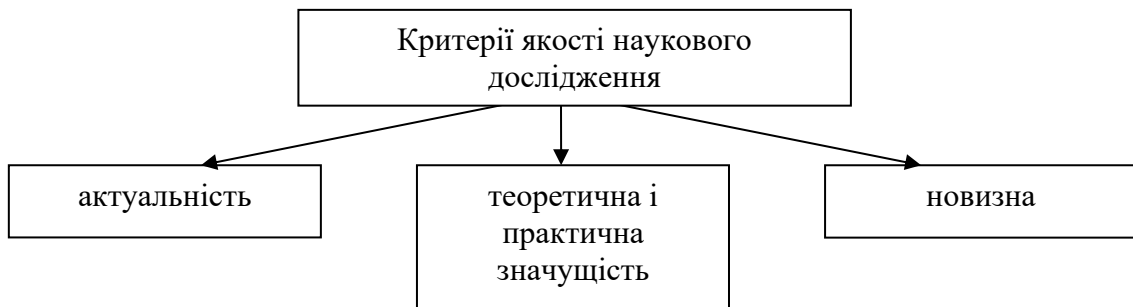 Критерії якості наукового
дослідження
актуальність
теоретична і
практична
значущість
новизна